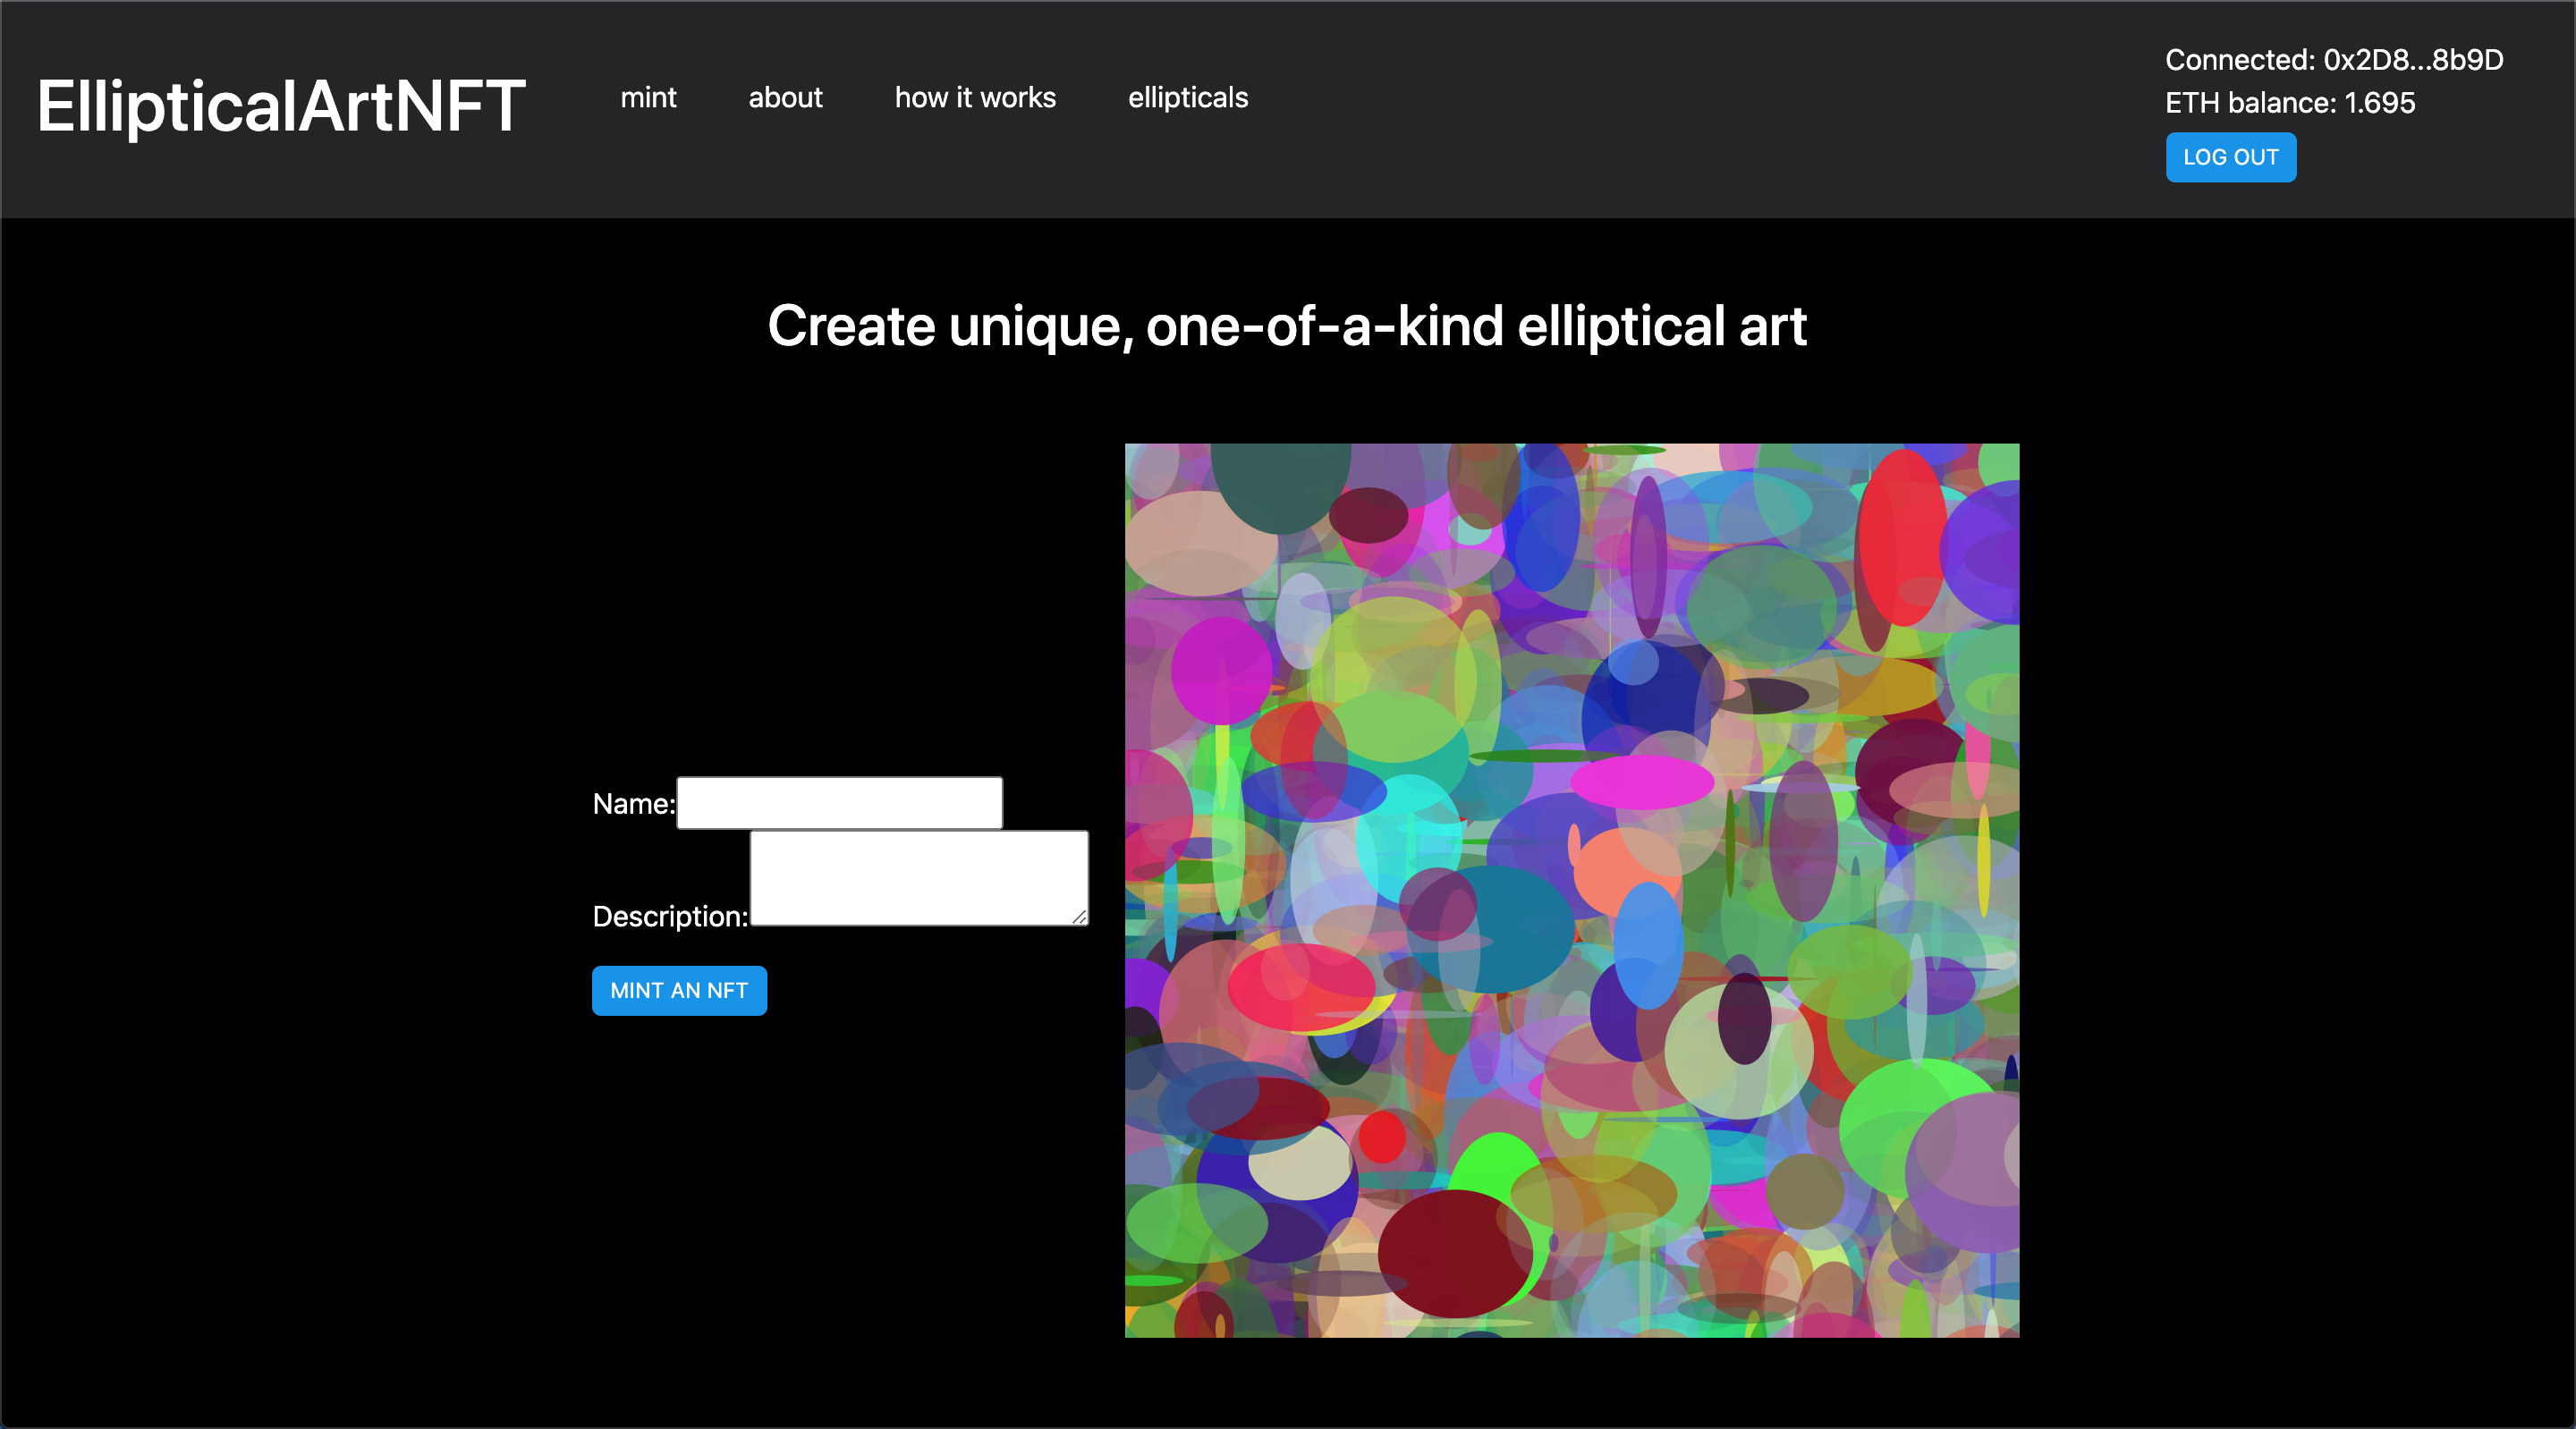 EllipticalArtNFT
mint about how it works ellipticals
Connected: 0x2D8...8b9D
ETH balance: 1.695
LOG OUT
Create unique, one-of-a-kind elliptical art
Name:
Description:
MINT AN NFT